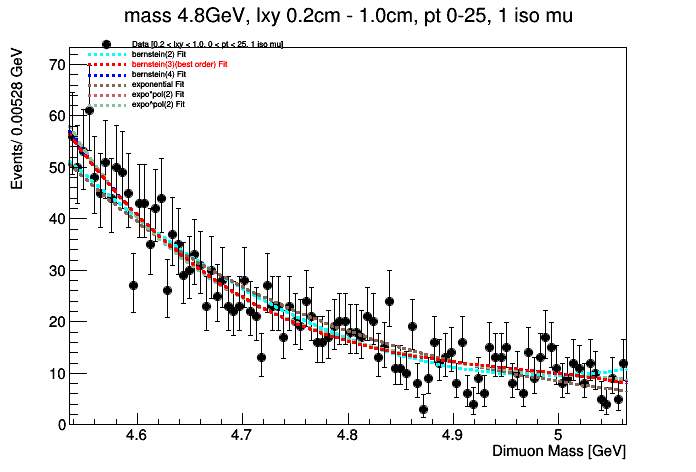 mass 4.8GeV, lxy 0.2cm - 1.0cm, pt 0-25, 1 iso mu
Events/ 0.00528 GeV
Data [0.2 < lxy < 1.0, 0 < pt < 25, 1 iso mu]
bernstein(2) Fit
bernstein(3)(best order) Fit
bernstein(4) Fit
exponential Fit
expo*pol(2) Fit
expo^pol(2) Fit
70
60
50
40
30
20
10
0
4.6 4.7 4.8 4.9 5
Dimuon Mass [GeV]